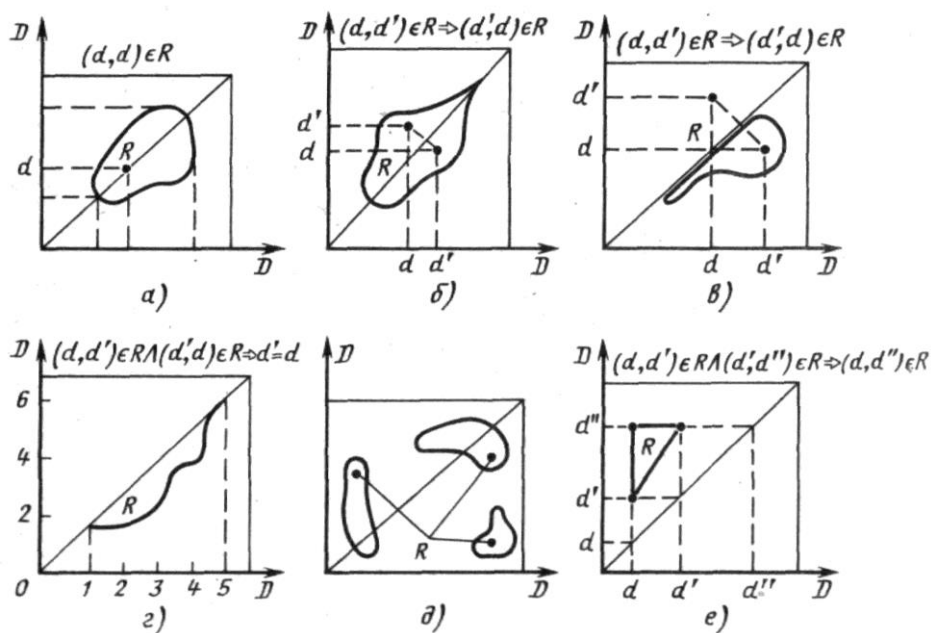 D
(d,d)∈R
d
R
D
а)
D
(d,d')∈R⇒(d',d)∈R
d'
d
R
d
d'
D
б)
D
(d,d')∈R⇒(d',d)∈R
d'
R
d
d
d'
D
в)
D
(d,d')∈R∧(d',d)∈R⇒d'=d
6
4
2
R
0 1 2 3 4 5 D
г)
D
R
D
д)
D
(d,d')∈R∧(d',d'')∈R⇒(d,d'')∈R
d''
R
d'
d
d d' d'' D
е)